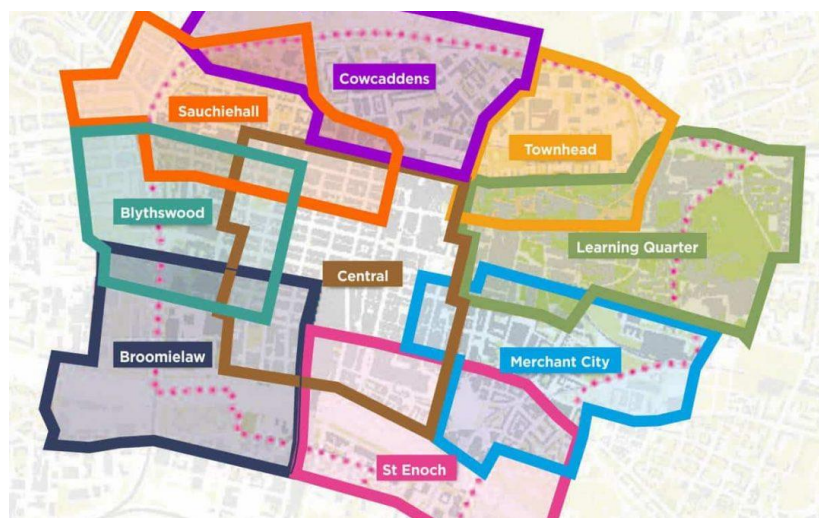 Cowcaddens
Sauchiehall
Townhead
Blythswood
Learning Quarter
Central
Broomielaw
Merchant City
St Enoch